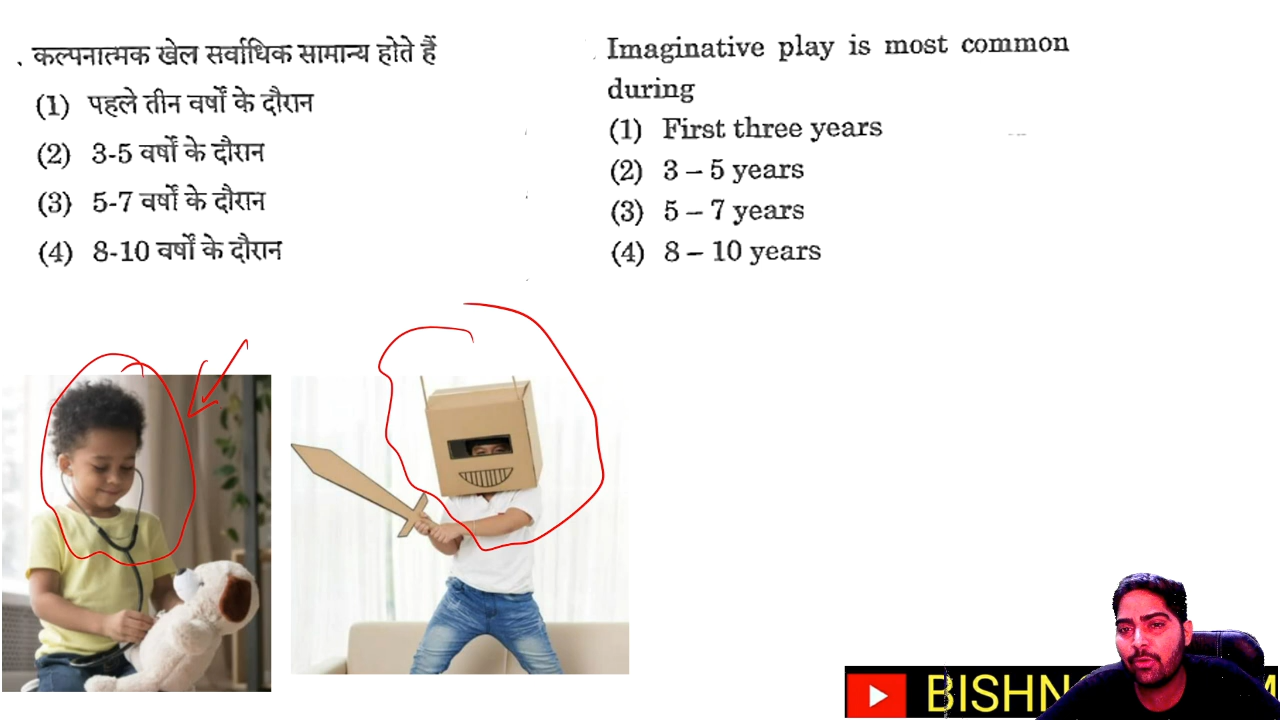 . कल्पनात्मक खेल सर्वाधिक सामान्य होते हैं
(1) पहले तीन वर्षों के दौरान
(2) 3-5 वर्षों के दौरान
(3) 5-7 वर्षों के दौरान
(4) 8-10 वर्षों के दौरान
. Imaginative play is most common
during
(1) First three years
(2) 3 – 5 years
(3) 5 – 7 years
(4) 8 – 10 years